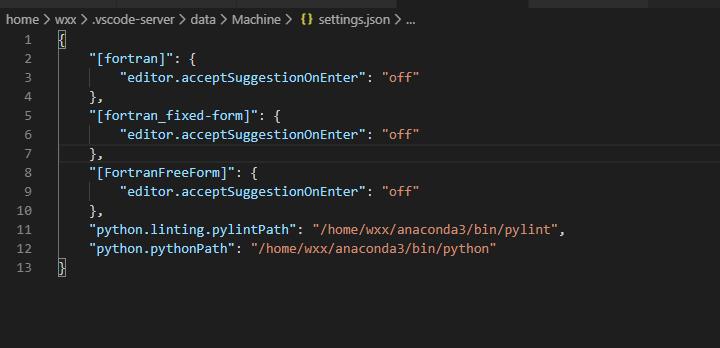 home > wxx > .vscode-server > data > Machine > {} settings.json > ...
1 {
2     "[fortran]": {
3         "editor.acceptSuggestionOnEnter": "off"
4     },
5     "[fortran_fixed-form]": {
6         "editor.acceptSuggestionOnEnter": "off"
7     },
8     "[FortranFreeForm]": {
9         "editor.acceptSuggestionOnEnter": "off"
10     },
11     "python.linting.pylintPath": "/home/wxx/anaconda3/bin/pylint",
12     "python.pythonPath": "/home/wxx/anaconda3/bin/python"
13 }